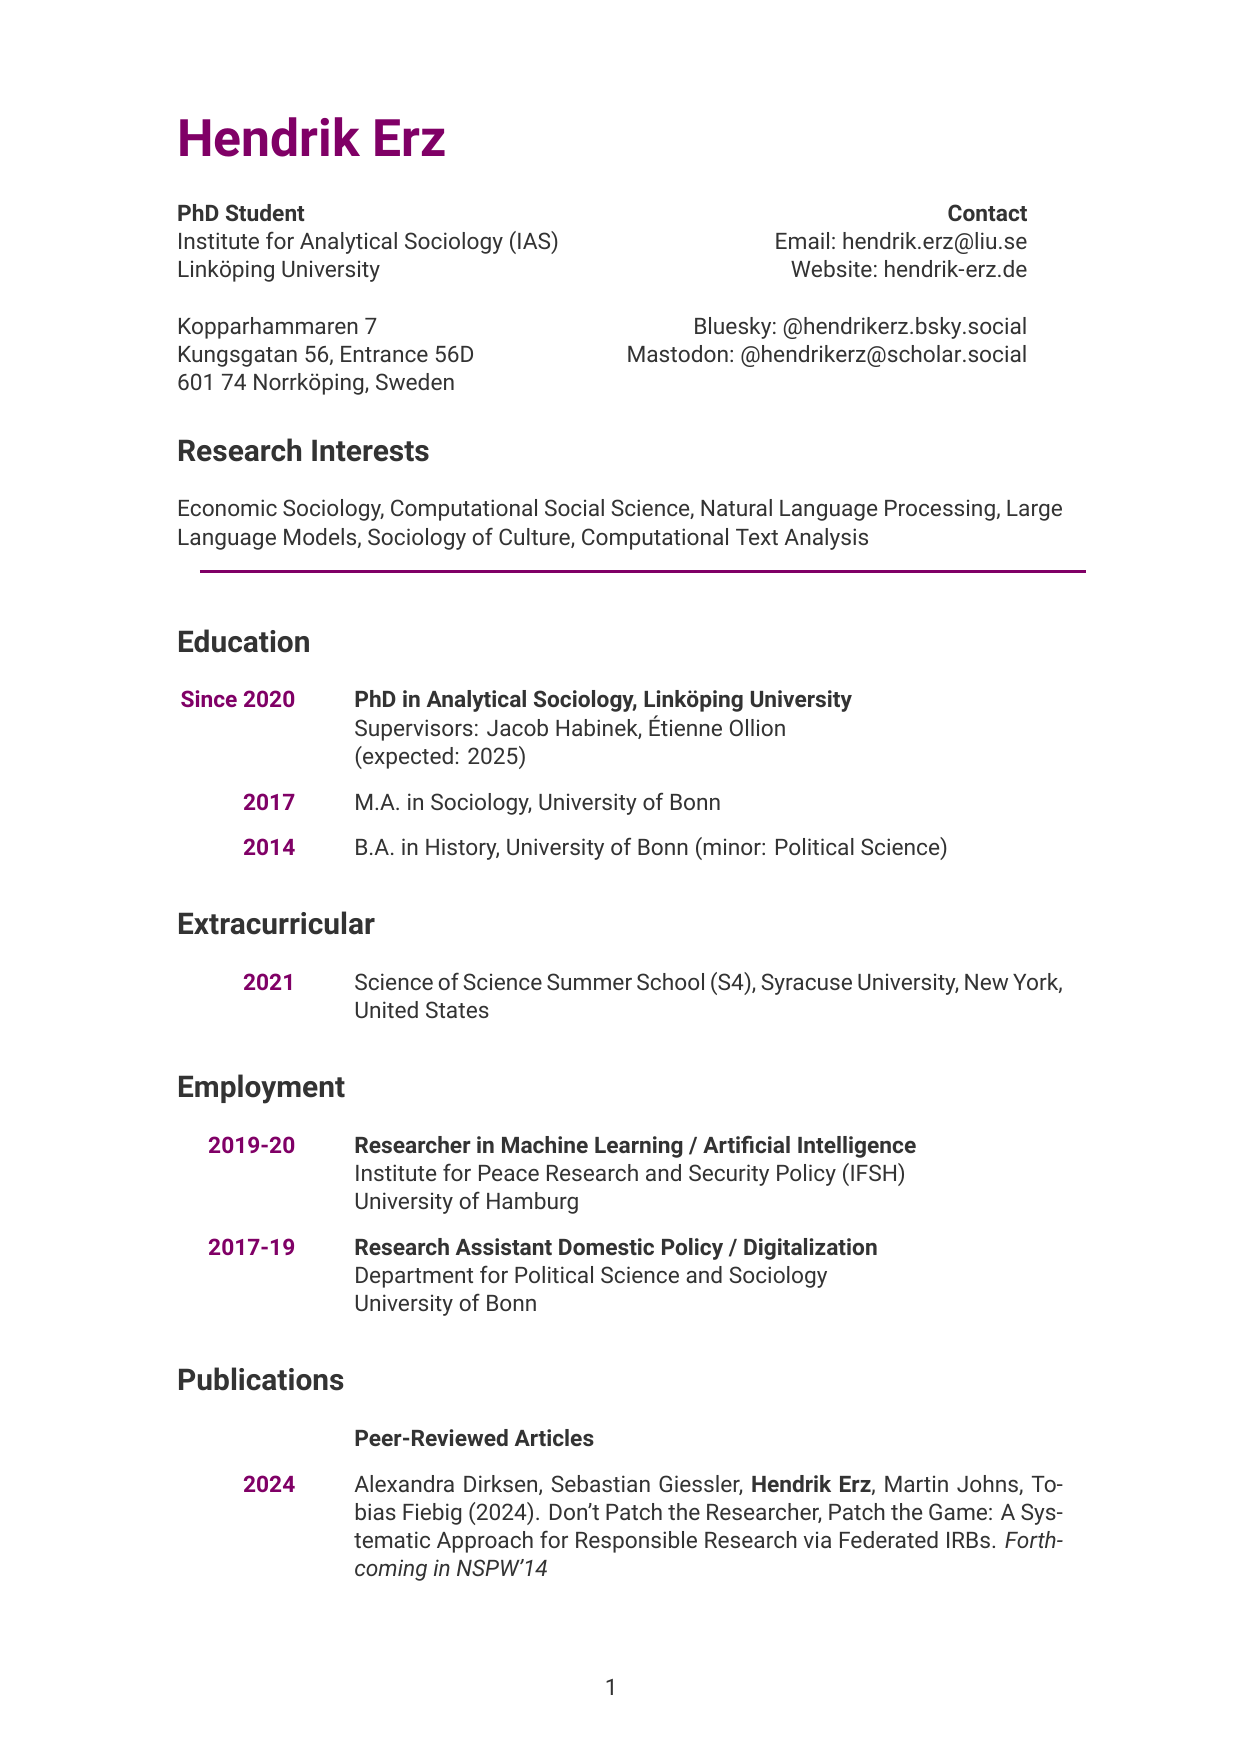 Hendrik Erz
PhD Student
Institute for Analytical Sociology (IAS)
Linköping University
Kopparhammaren 7
Kungsgatan 56, Entrance 56D
601 74 Norrköping, Sweden
Contact
Email: hendrik.erz@liu.se
Website: hendrik-erz.de
Bluesky: @hendrikerz.bsky.social
Mastodon: @hendrikerz@scholar.social
Research Interests
Economic Sociology, Computational Social Science, Natural Language Processing, Large
Language Models, Sociology of Culture, Computational Text Analysis
Education
Since 2020 PhD in Analytical Sociology, Linköping University
Supervisors: Jacob Habinek, Étienne Ollion
(expected: 2025)
2017 M.A. in Sociology, University of Bonn
2014 B.A. in History, University of Bonn (minor: Political Science)
Extracurricular
2021 Science of Science Summer School (S4), Syracuse University, New York,
United States
Employment
2019-20 Researcher in Machine Learning / Artificial Intelligence
Institute for Peace Research and Security Policy (IFSH)
University of Hamburg
2017-19 Research Assistant Domestic Policy / Digitalization
Department for Political Science and Sociology
University of Bonn
Publications
Peer-Reviewed Articles
2024 Alexandra Dirksen, Sebastian Giessler, Hendrik Erz, Martin Johns, To-
bias Fiebig (2024). Don’t Patch the Researcher, Patch the Game: A Sys-
tematic Approach for Responsible Research via Federated IRBs. Forth-
coming in NSPW’14
1